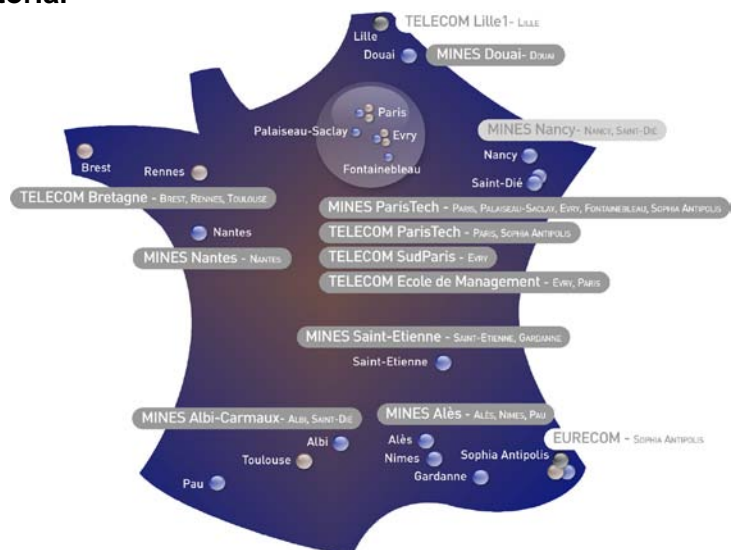 TELECOM Lille1- LILLE
Lille
Douai
MINES Douai- DOUAI
Paris
Palaiseau-Saclay
Evry
Fontainebleau
MINES Nancy- NANCY, SAINT-DIÉ
Nancy
Saint-Dié
Brest
Rennes
TELECOM Bretagne - BREST, RENNES, TOULOUSE
MINES ParisTech - PARIS, PALAISEAU-SACLAY, EVRY, FONTAINEBLEAU, SOPHIA ANTIPOLIS
Nantes
TELECOM ParisTech - PARIS, SOPHIA ANTIPOLIS
MINES Nantes - NANTES
TELECOM SudParis - EVRY
TELECOM Ecole de Management - EVRY, PARIS
MINES Saint-Etienne - SAINT-ETIENNE, GARDANNE
Saint-Etienne
MINES Albi-Carmaux- ALBI, SAINT-DIÉ
MINES Alès - ALÈS, NIMES, PAU
Albi
Alès
EURECOM - SOPHIA ANTIPOLIS
Toulouse
Nimes
Sophia Antipolis
Pau
Gardanne